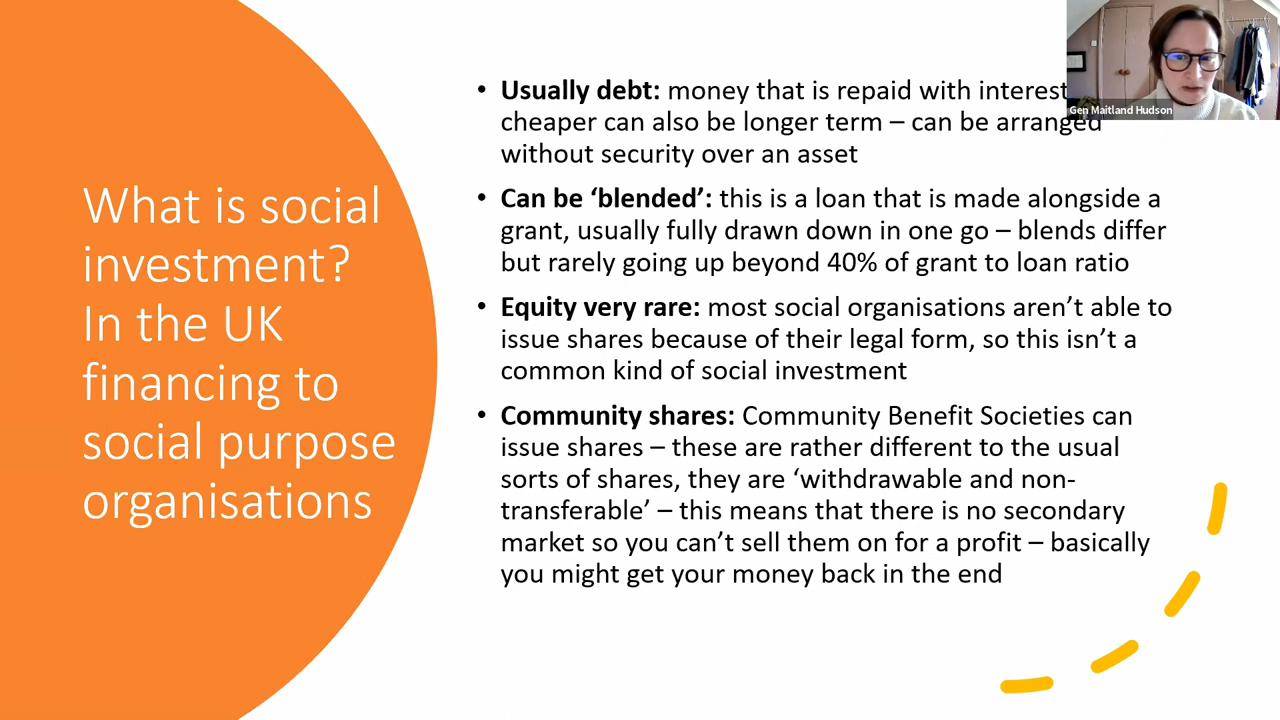 What is social
investment?
In the UK
financing to
social purpose
organisations
• Usually debt: money that is repaid with interest
cheaper can also be longer term – can be arranged
without security over an asset
• Can be ‘blended’: this is a loan that is made alongside a
grant, usually fully drawn down in one go – blends differ
but rarely going up beyond 40% of grant to loan ratio
• Equity very rare: most social organisations aren’t able to
issue shares because of their legal form, so this isn’t a
common kind of social investment
• Community shares: Community Benefit Societies can
issue shares – these are rather different to the usual
sorts of shares, they are ‘withdrawable and non-
transferable’ – this means that there is no secondary
market so you can’t sell them on for a profit – basically
you might get your money back in the end
Gen Maitland Hudson